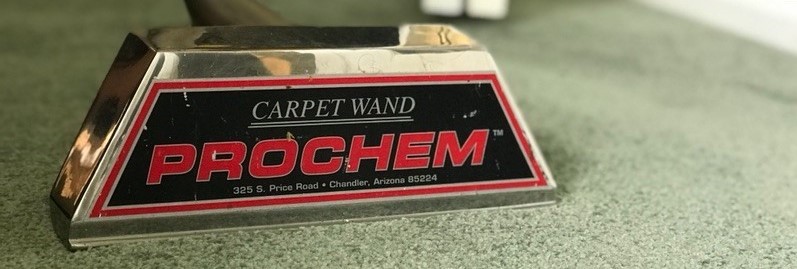 CARPET WAND
PROCHEM™
325 S. Price Road • Chandler, Arizona 85224